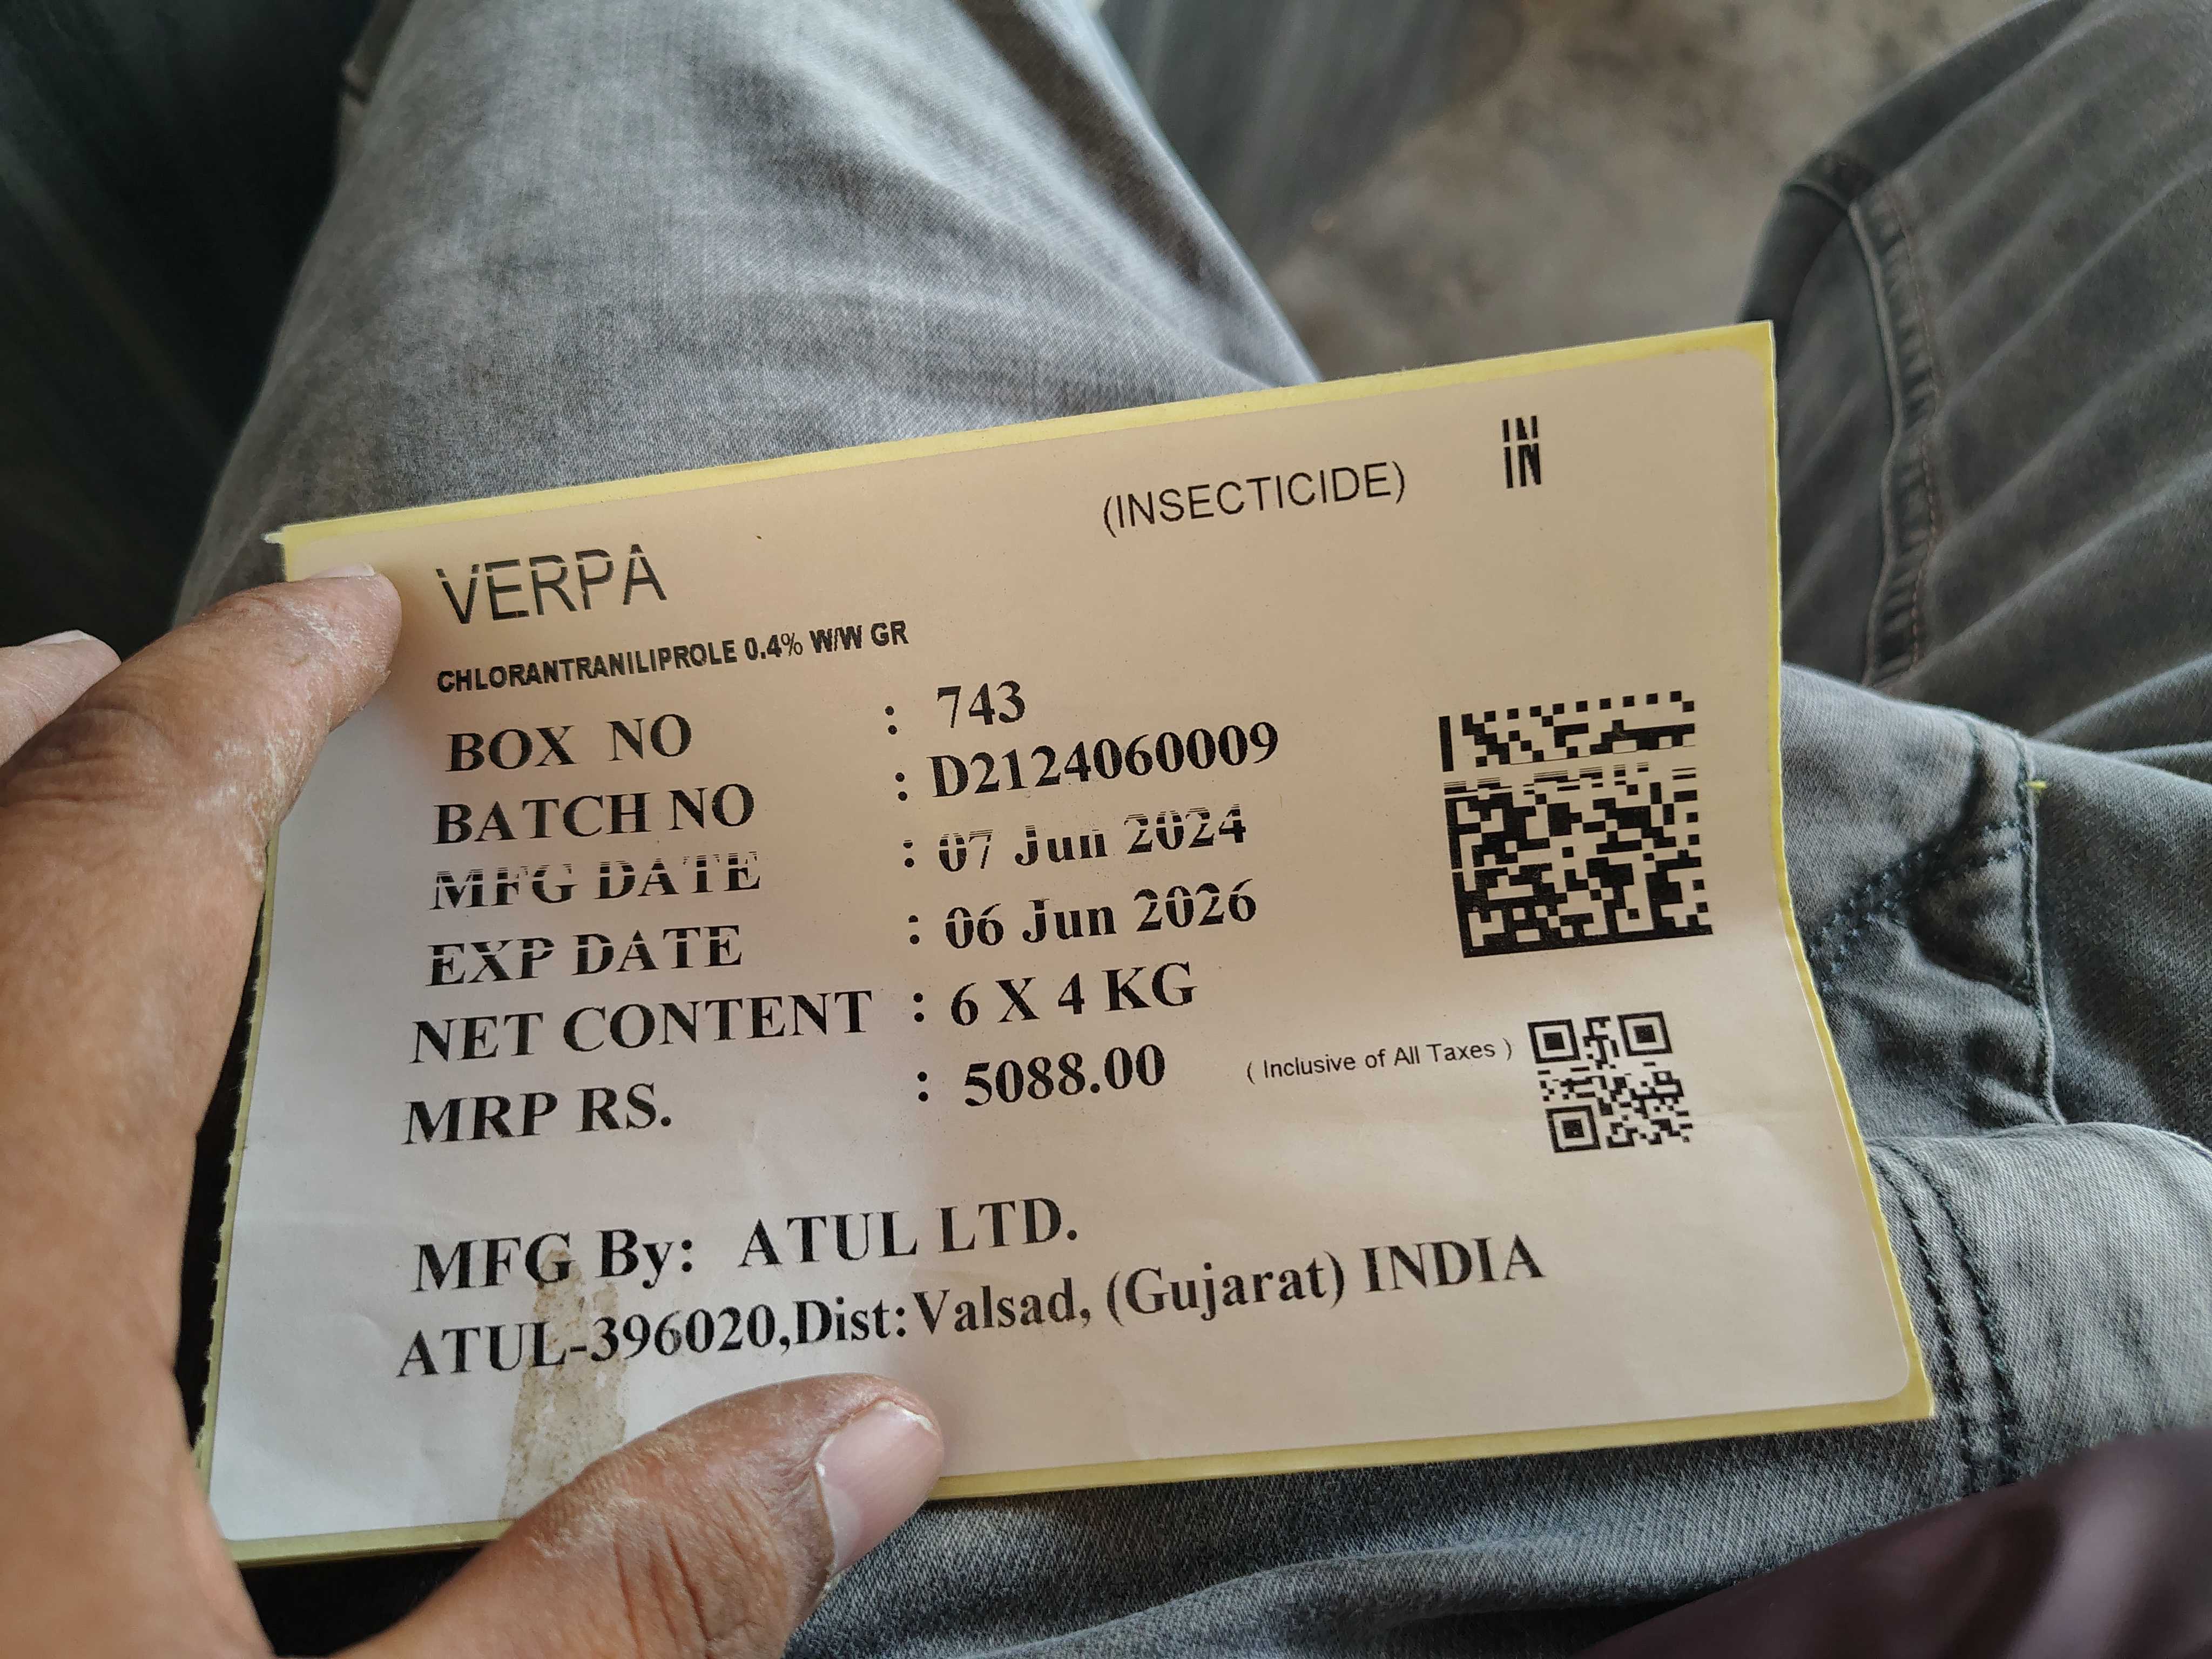 (INSECTICIDE) IN
VERPA
CHLORANTRANILIPROLE 0.4% W/W GR
BOX NO : 743
BATCH NO : D2124060009
MFG DATE : 07 Jun 2024
EXP DATE : 06 Jun 2026
NET CONTENT : 6 X 4 KG
MRP RS. : 5088.00 ( Inclusive of All Taxes )
MFG By: ATUL LTD.
ATUL-396020,Dist:Valsad, (Gujarat) INDIA